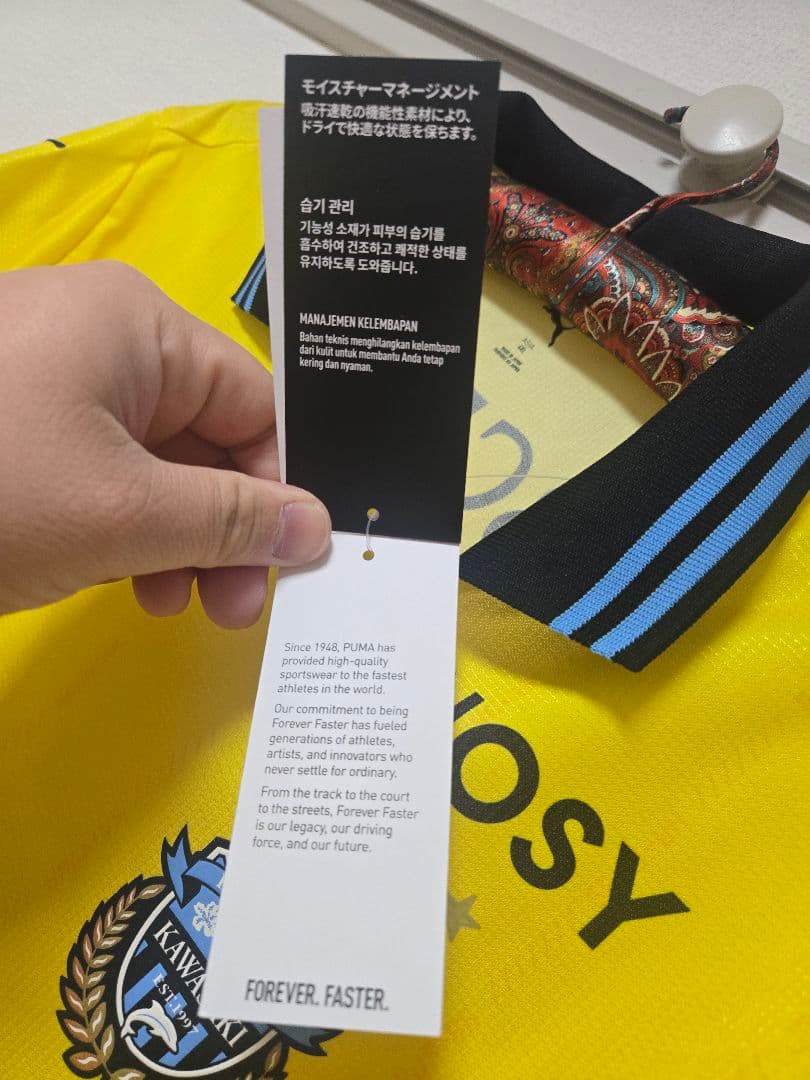 モイスチャーマネージメント
吸汗速乾の機能性素材により、
ドライで快適な状態を保ちます。
습기 관리
기능성 소재가 피부의 습기를
흡수하여 건조하고 쾌적한 상태를
유지하도록 도와줍니다.
MANAJEMEN KELEMBAPAN
Bahan teknis menghilangkan kelembapan
dari kulit untuk membantu Anda tetap
kering dan nyaman.
Since 1948, PUMA has
provided high-quality
sportswear to the fastest
athletes in the world.
Our commitment to being
Forever Faster has fueled
generations of athletes,
artists, and innovators who
never settle for ordinary.
From the track to the court
to the streets, Forever Faster
is our legacy, our driving
force, and our future.
FOREVER. FASTER.
OSY
EST.1997